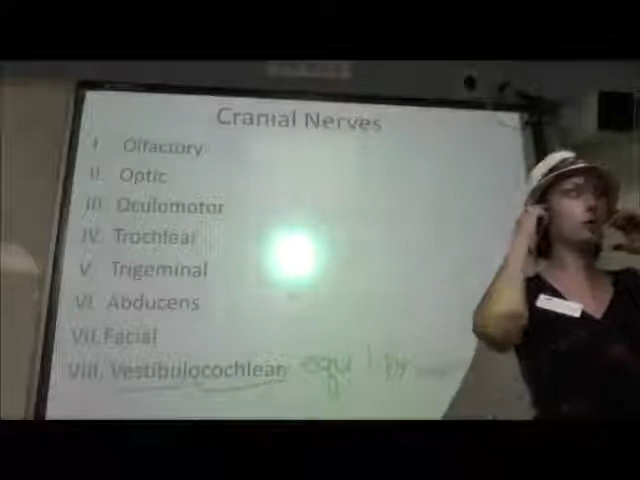 Cranial Nerves
I Olfactory
II. Optic
III. Oculomotor
IV. Trochlear
V Trigeminal
VI. Abducens
VII. Facial
VIII. Vestibulocochlear